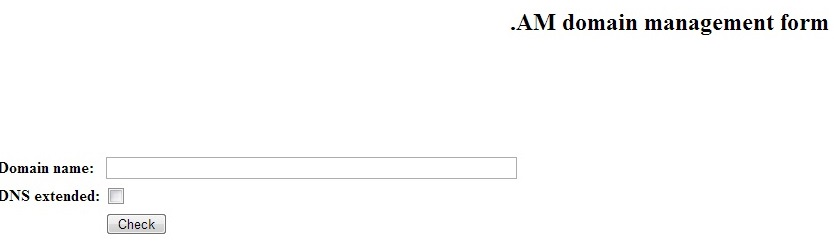 .AM domain management form
Domain name:
DNS extended:
Check